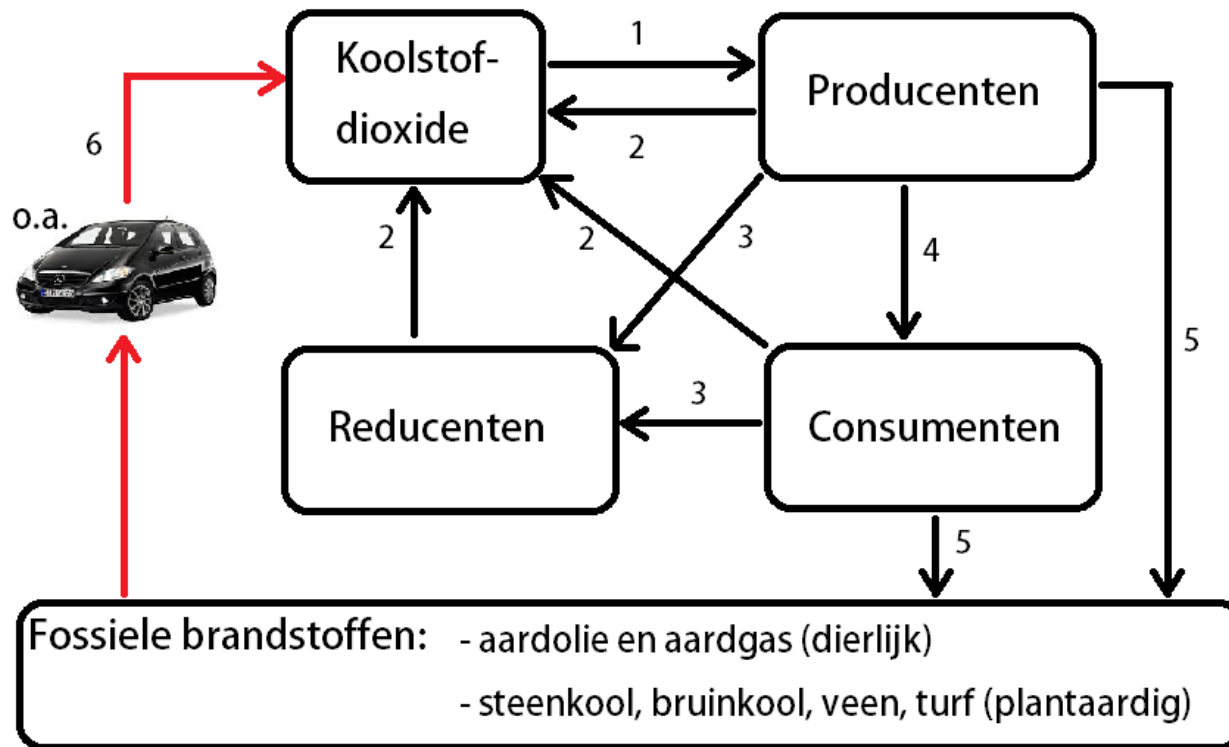 Koolstof-
dioxide
1
Producenten
2
6
o.a.
2
2
3
4
5
Reducenten
3
Consumenten
5
Fossiele brandstoffen: - aardolie en aardgas (dierlijk)
- steenkool, bruinkool, veen, turf (plantaardig)